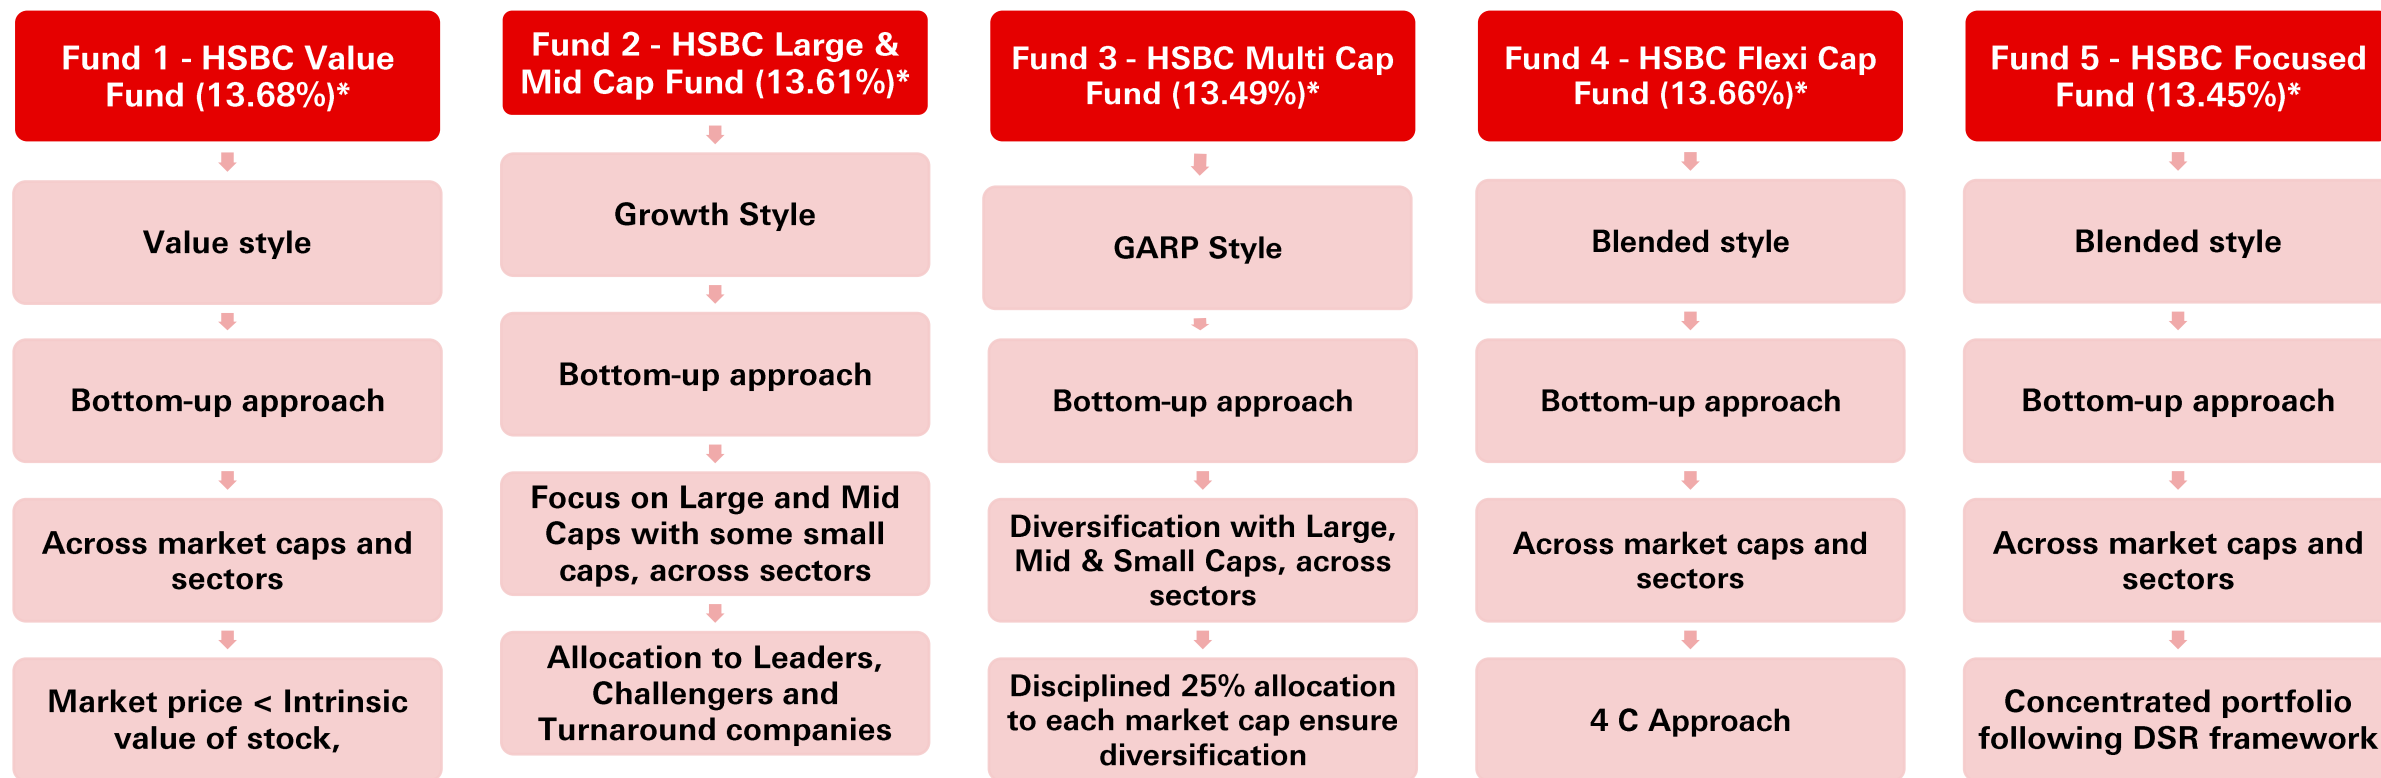 Fund 1 - HSBC Value
Fund (13.68%)*
Value style
Bottom-up approach
Across market caps and
sectors
Market price < Intrinsic
value of stock,
Fund 2 - HSBC Large &
Mid Cap Fund (13.61%)*
Growth Style
Bottom-up approach
Focus on Large and Mid
Caps with some small
caps, across sectors
Allocation to Leaders,
Challengers and
Turnaround companies
Fund 3 - HSBC Multi Cap
Fund (13.49%)*
GARP Style
Bottom-up approach
Diversification with Large,
Mid & Small Caps, across
sectors
Disciplined 25% allocation
to each market cap ensure
diversification
Fund 4 - HSBC Flexi Cap
Fund (13.66%)*
Blended style
Bottom-up approach
Across market caps and
sectors
4 C Approach
Fund 5 - HSBC Focused
Fund (13.45%)*
Blended style
Bottom-up approach
Across market caps and
sectors
Concentrated portfolio
following DSR framework